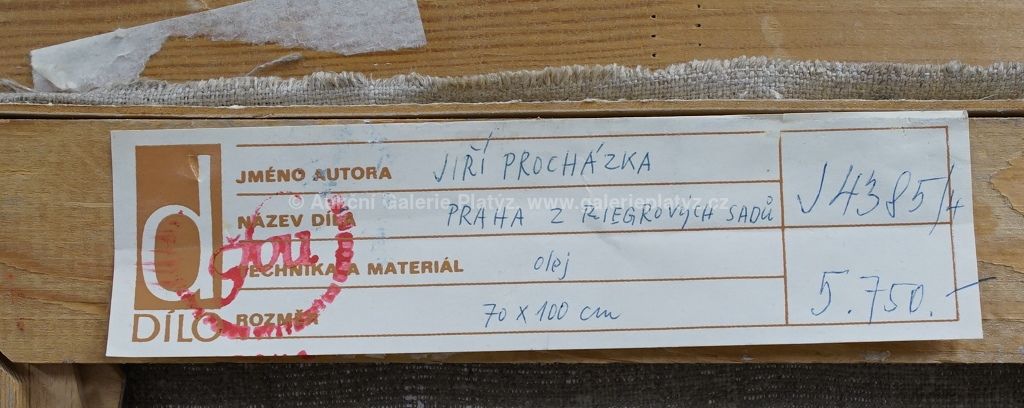 JMÉNO AUTORA JIŘÍ PROCHÁZKA
© Aukční Galerie Platýz, www.galerieplatyz.cz
NÁZEV DÍLA PRAHA Z RIEGROVÝCH SADŮ J4385/4
TECHNIKA A MATERIÁL olej
ROZMĚR 70 X 100 cm 5.750.-
d
DÍLO